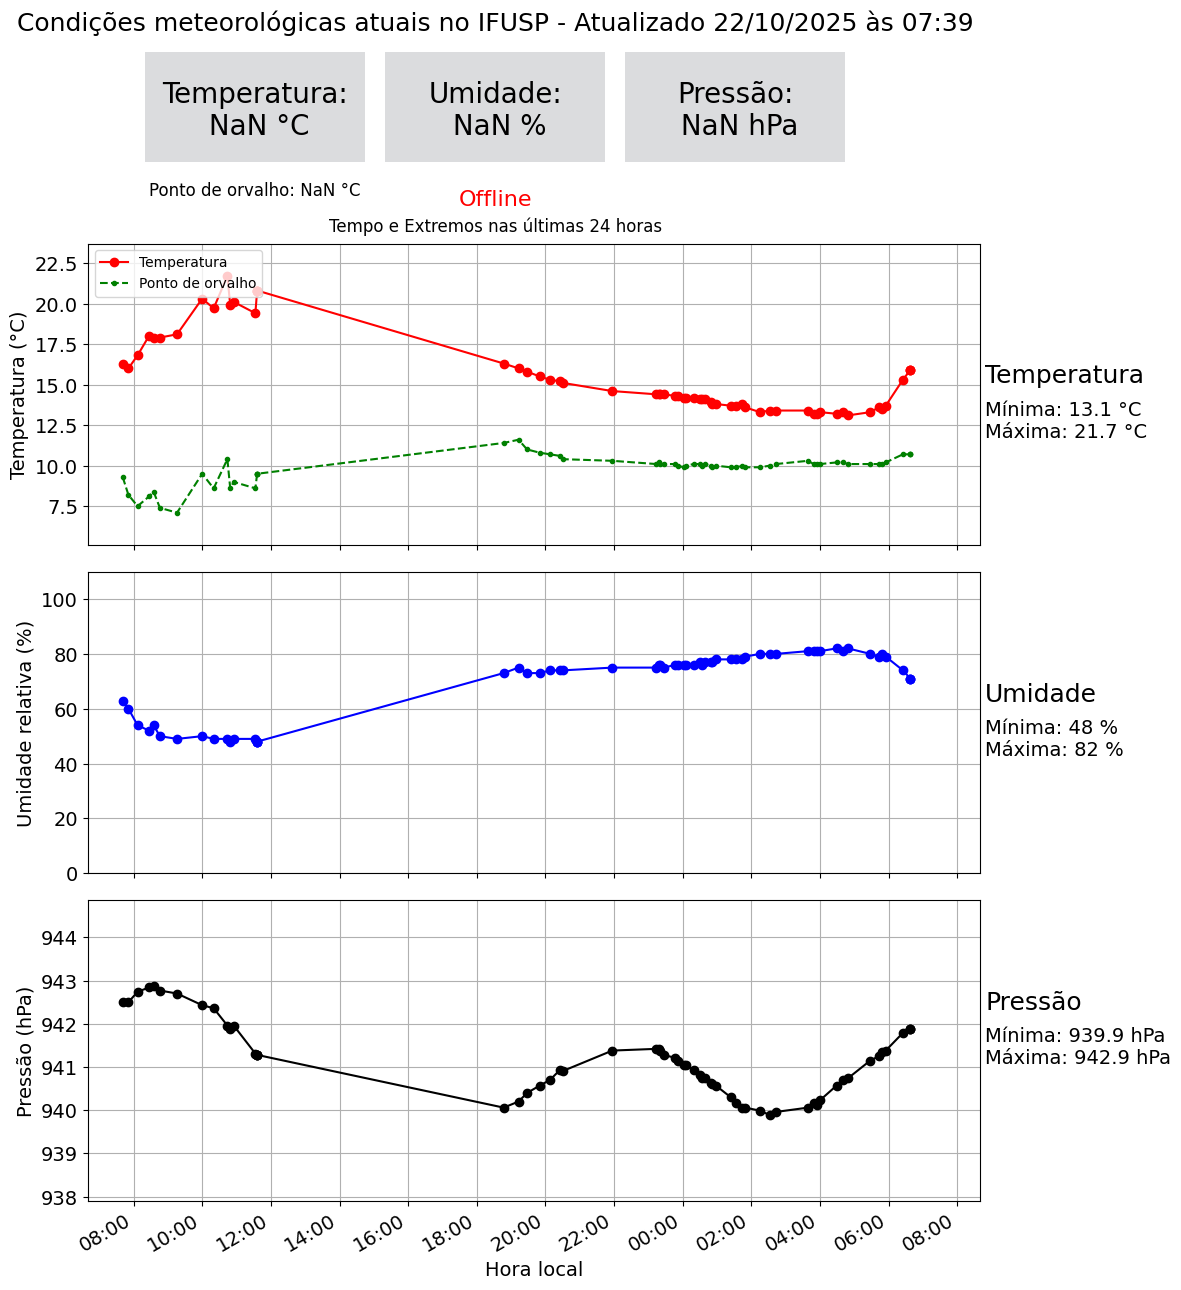 Condições meteorológicas atuais no IFUSP - Atualizado 22/10/2025 às 07:39
Temperatura:
NaN °C
Umidade:
NaN %
Pressão:
NaN hPa
Ponto de orvalho: NaN °C
Offline
Tempo e Extremos nas últimas 24 horas
Temperatura (°C)
22.5
20.0
17.5
15.0
12.5
10.0
7.5
Temperatura
Ponto de orvalho
Temperatura
Mínima: 13.1 °C
Máxima: 21.7 °C
Umidade relativa (%)
100
80
60
40
20
0
Umidade
Mínima: 48 %
Máxima: 82 %
Pressão (hPa)
944
943
942
941
940
939
938
Pressão
Mínima: 939.9 hPa
Máxima: 942.9 hPa
08:00 10:00 12:00 14:00 16:00 18:00 20:00 22:00 00:00 02:00 04:00 06:00 08:00
Hora local